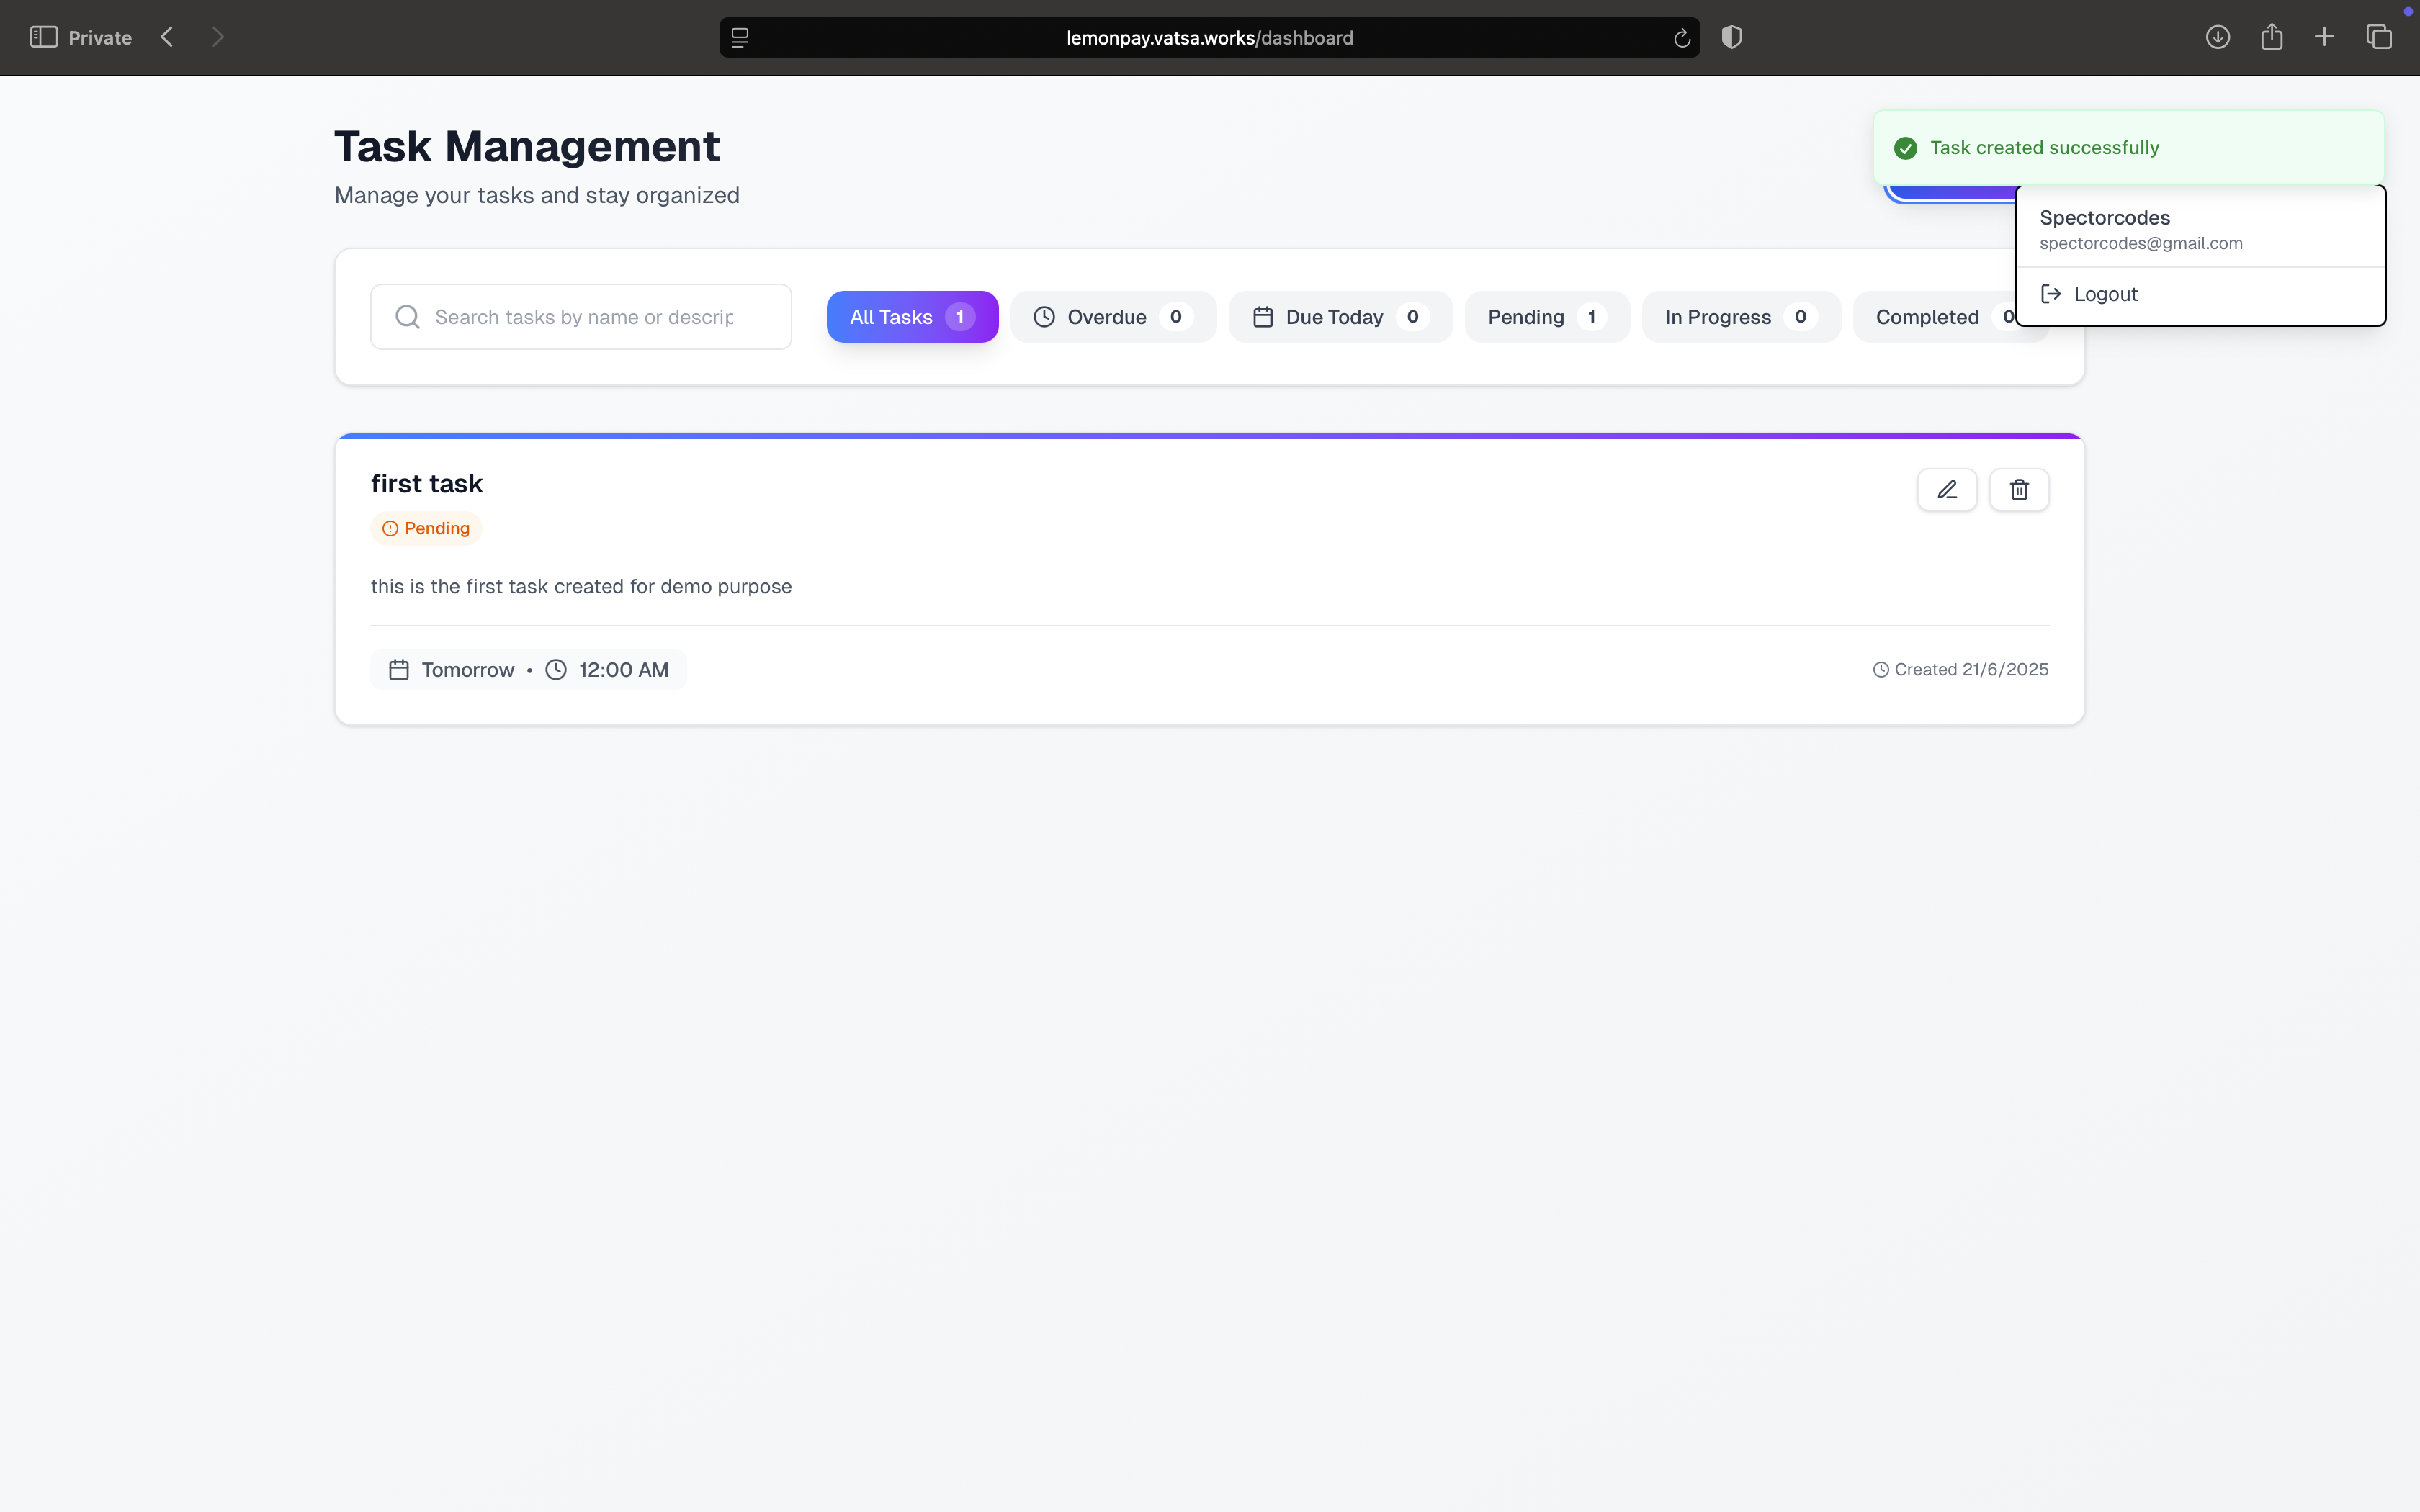 Private
lemonpay.vatsa.works/dashboard
Task Management
Manage your tasks and stay organized
Task created successfully
Spectorcodes
spectorcodes@gmail.com
Logout
Search tasks by name or descrip
All Tasks 1
Overdue 0
Due Today 0
Pending 1
In Progress 0
Completed 0
first task
Pending
this is the first task created for demo purpose
Tomorrow • 12:00 AM
Created 21/6/2025